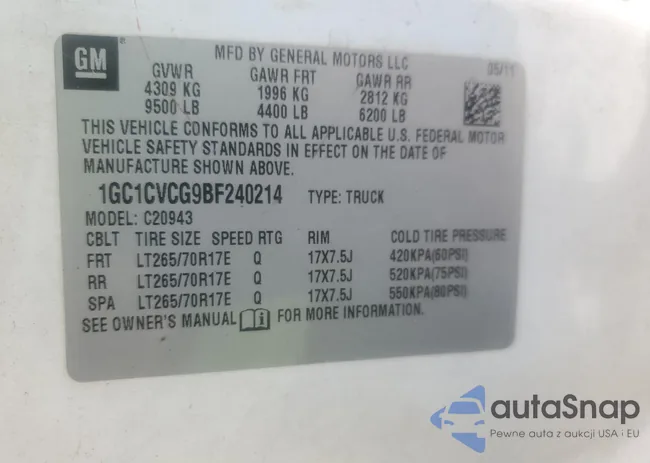 GM
MFD BY GENERAL MOTORS LLC
05/11
GVWR GAWR FRT GAWR RR
4309 KG 1996 KG 2812 KG
9500 LB 4400 LB 6200 LB
THIS VEHICLE CONFORMS TO ALL APPLICABLE U.S. FEDERAL MOTOR
VEHICLE SAFETY STANDARDS IN EFFECT ON THE DATE OF
MANUFACTURE SHOWN ABOVE.
1GC1CVCG9BF240214 TYPE: TRUCK
MODEL: C20943
CBLT TIRE SIZE SPEED RTG RIM COLD TIRE PRESSURE
FRT LT265/70R17E Q 17X7.5J 420KPA(60PSI)
RR LT265/70R17E Q 17X7.5J 520KPA(75PSI)
SPA LT265/70R17E Q 17X7.5J 550KPA(80PSI)
SEE OWNER'S MANUAL i FOR MORE INFORMATION.
autaSnap
Pewne auta z aukcji USA · EU